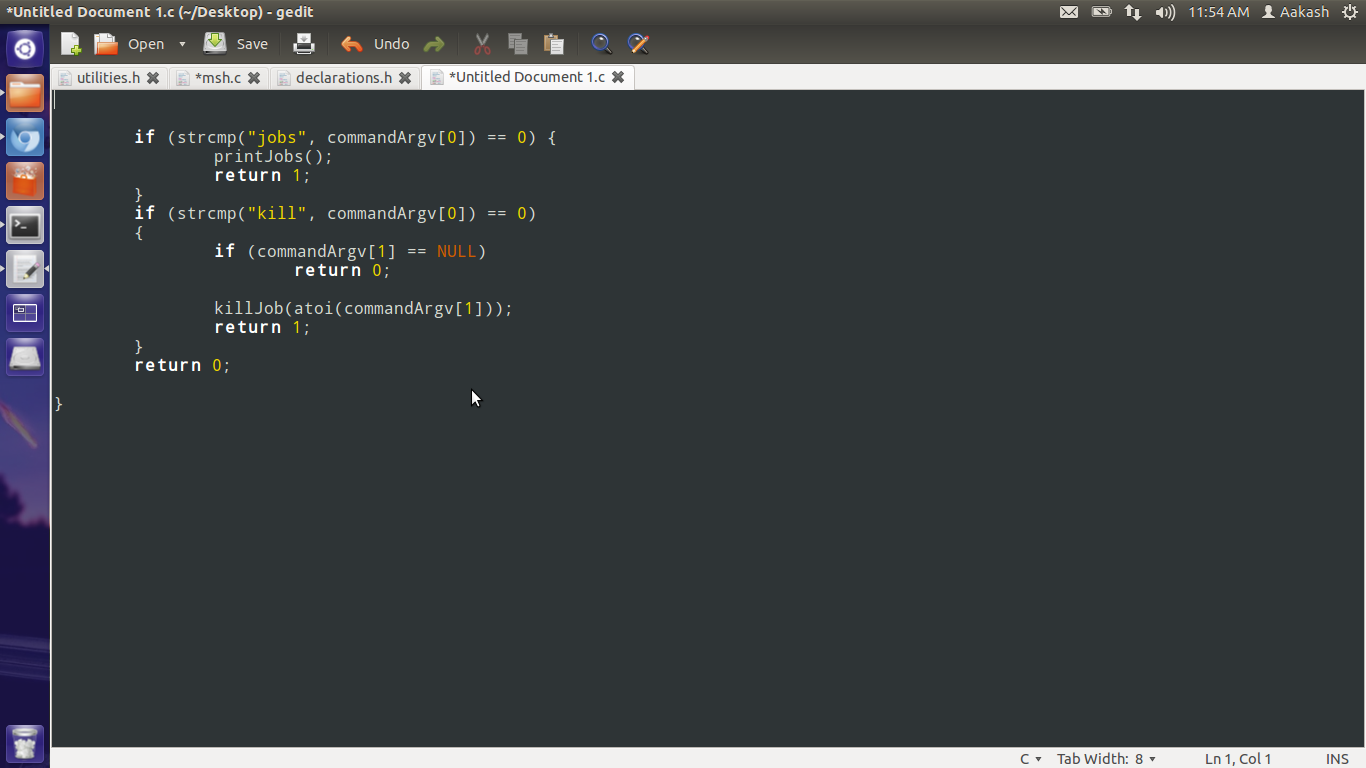 *Untitled Document 1.c (~/Desktop) - gedit 11:54 AM Aakash
Open Save Undo
utilities.h *msh.c declarations.h *Untitled Document 1.c
if (strcmp("jobs", commandArgv[0]) == 0) {
printJobs();
return 1;
}
if (strcmp("kill", commandArgv[0]) == 0)
{
if (commandArgv[1] == NULL)
return 0;
killJob(atoi(commandArgv[1]));
return 1;
}
return 0;
}
C Tab Width: 8 Ln 1, Col 1 INS